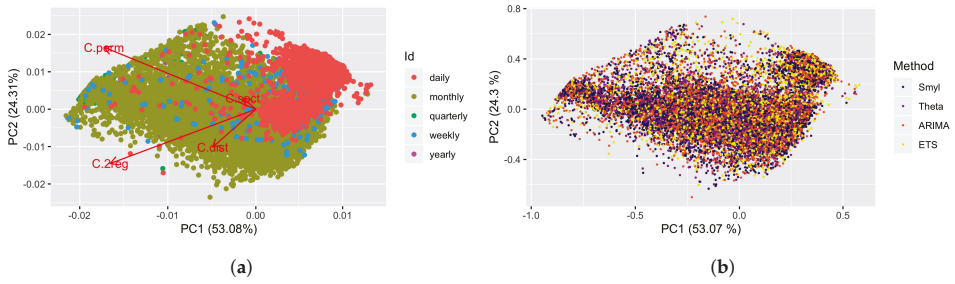 0.02
0.01
0.00
-0.01
-0.02
PC2 (24.31%)
C.perm
C.spct
C.dist
C.2reg
-0.02
-0.01
0.00
0.01
PC1 (53.08%)
Id
daily
monthly
quarterly
weekly
yearly
(a)
0.8
0.4
0.0
-0.4
PC2 (24.3 %)
-1.0
-0.5
0.0
0.5
PC1 (53.07 %)
Method
Smyl
Theta
ARIMA
ETS
(b)